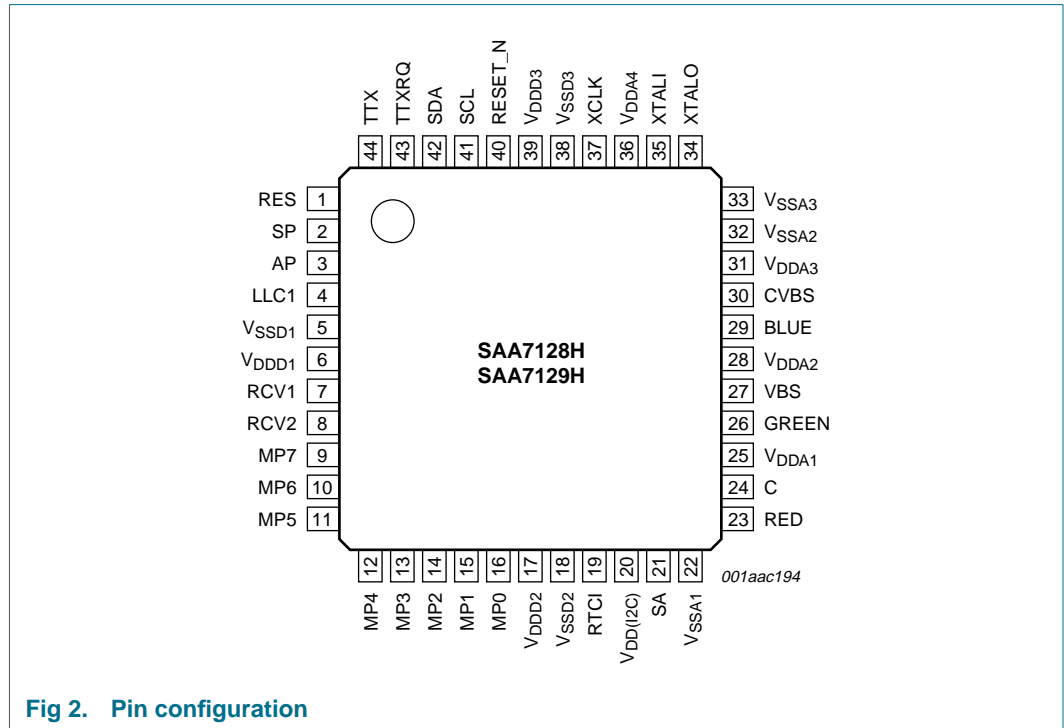 TTX
TTXRQ
SDA
SCL
RESET_N
VDDD3
VSSD3
XCLK
VDDA4
XTALI
XTALO
44
43
42
41
40
39
38
37
36
35
34
RES 1
SP 2
AP 3
LLC1 4
VSSD1 5
VDDD1 6
RCV1 7
RCV2 8
MP7 9
MP6 10
MP5 11
SAA7128H
SAA7129H
33 VSSA3
32 VSSA2
31 VDDA3
30 CVBS
29 BLUE
28 VDDA2
27 VBS
26 GREEN
25 VDDA1
24 C
23 RED
12
13
14
15
16
17
18
19
20
21
22
MP4
MP3
MP2
MP1
MP0
VDDD2
VSSD2
RTCI
VDD(I2C)
SA
VSSA1
001aac194
Fig 2. Pin configuration